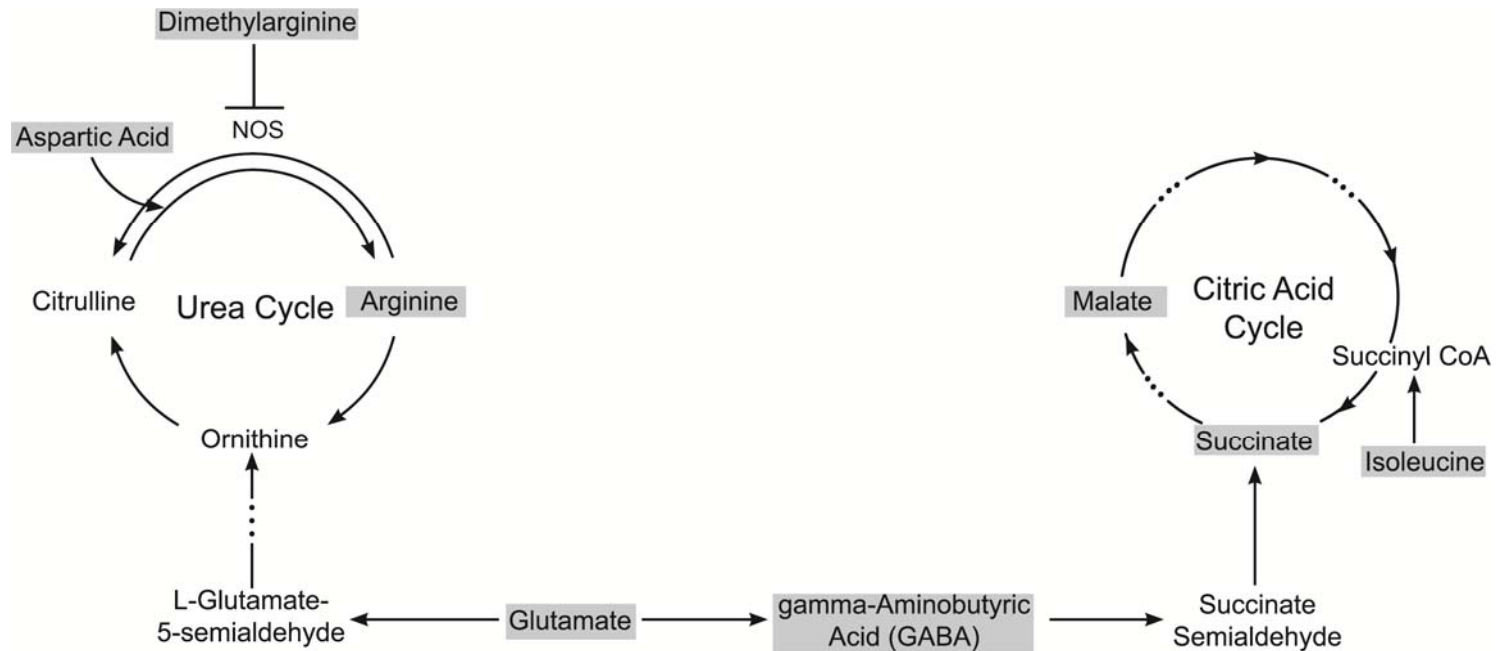 Dimethylarginine
NOS
Aspartic Acid
Citrulline
Urea Cycle
Arginine
Ornithine
L-Glutamate-
5-semialdehyde
Glutamate
gamma-Aminobutyric
Acid (GABA)
Succinate
Semialdehyde
Malate
Citric Acid
Cycle
Succinyl CoA
Succinate
Isoleucine